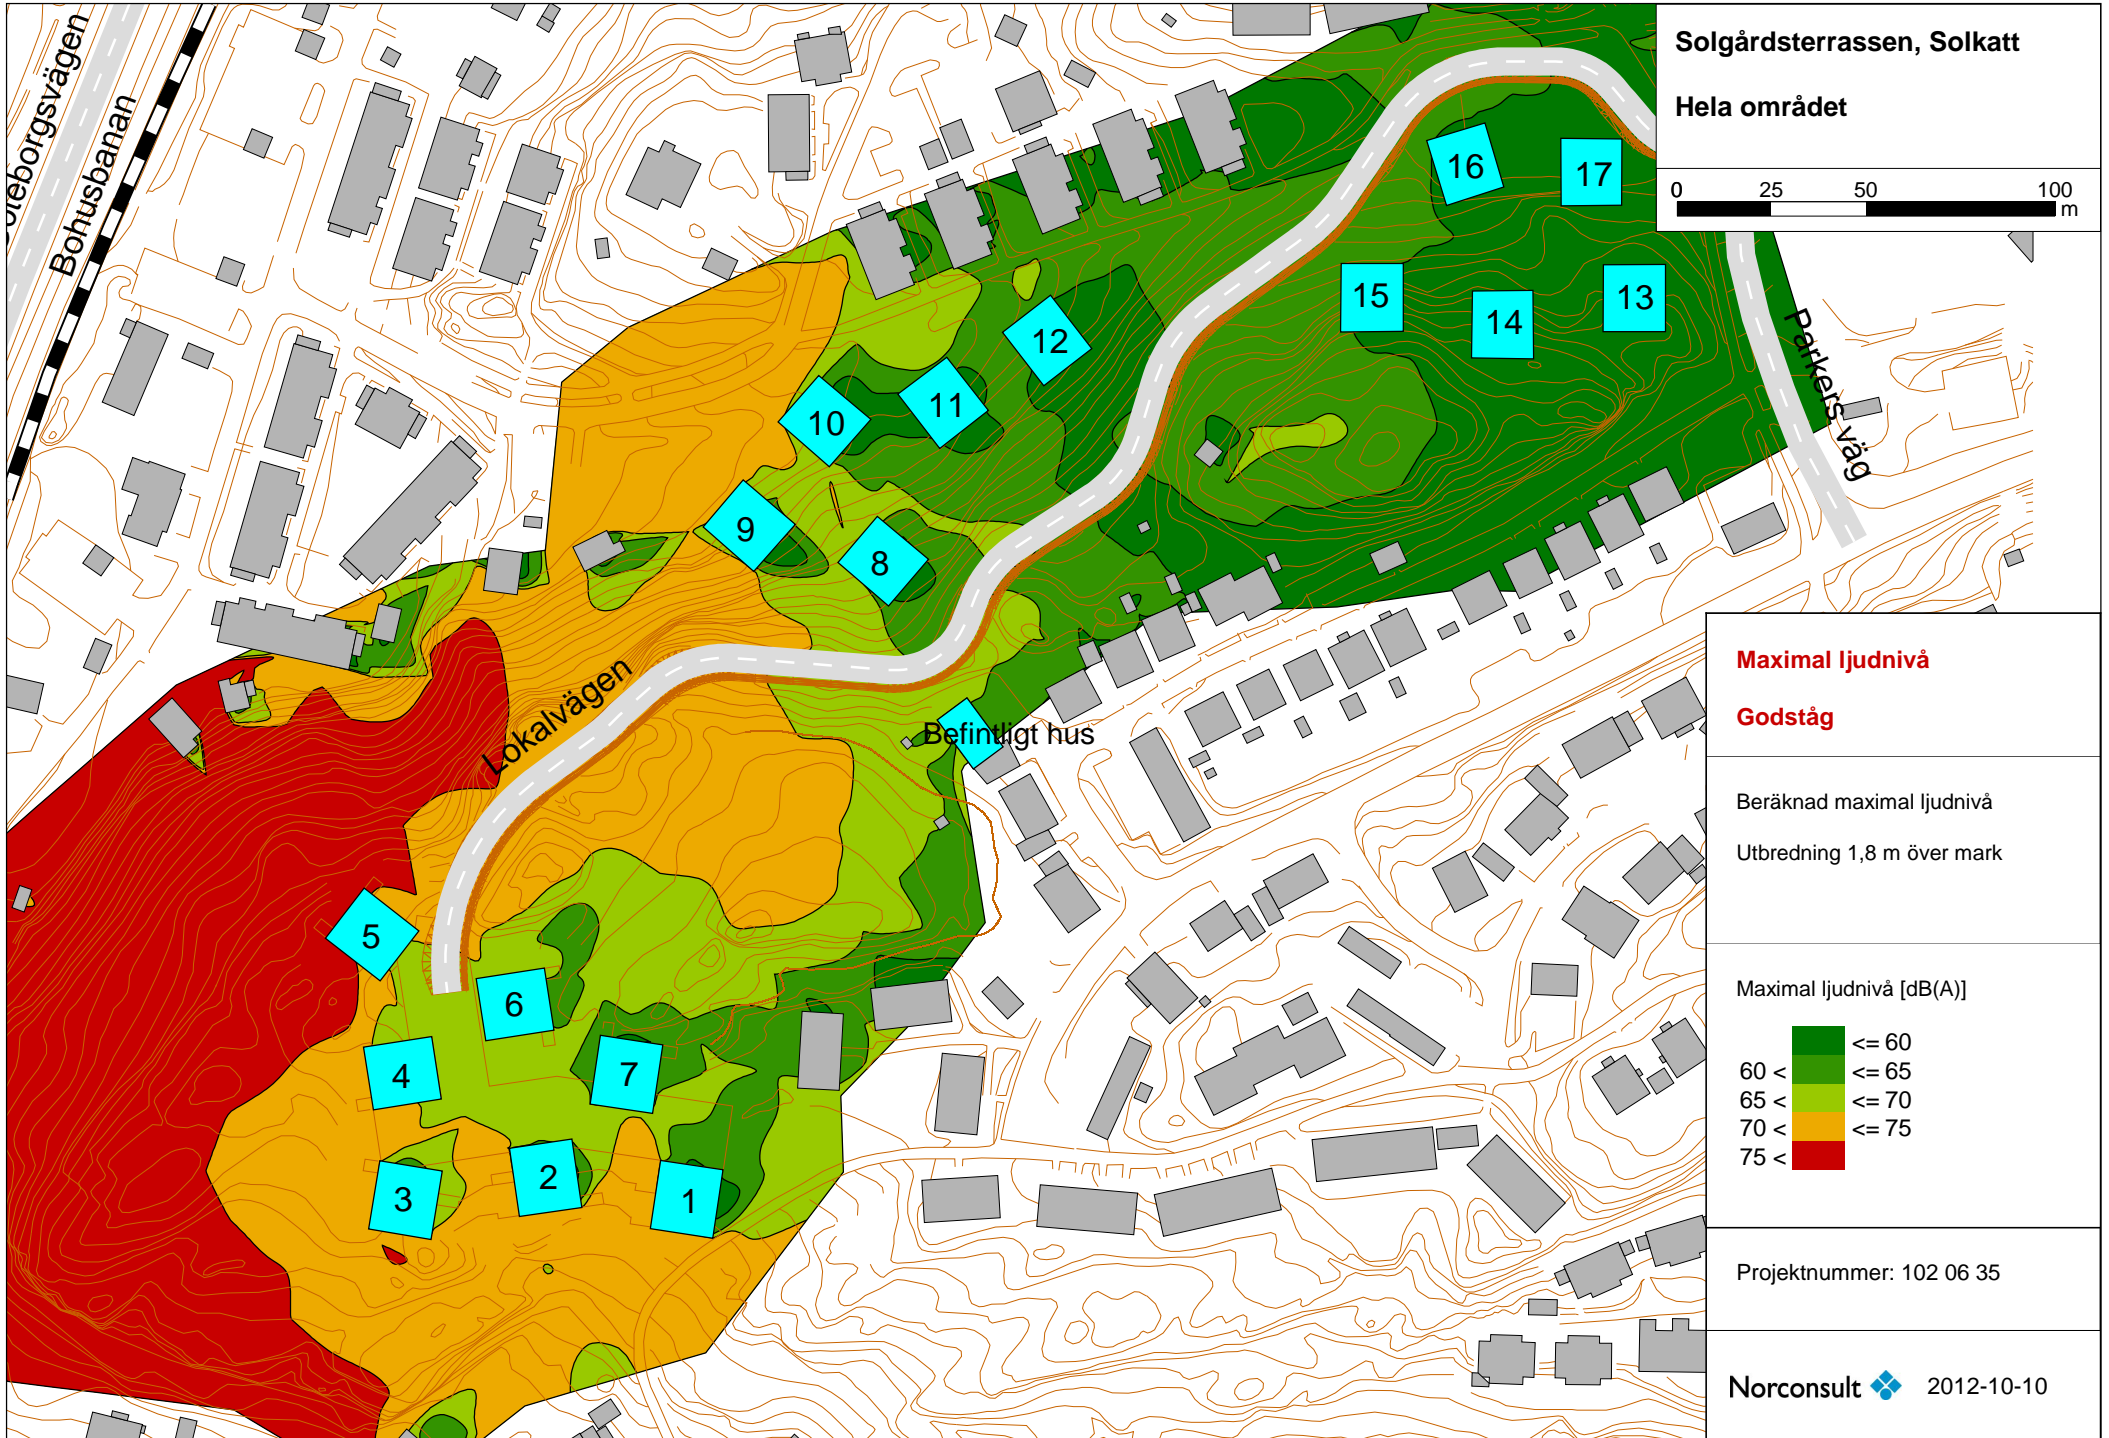 Solgårdsterrassen, Solkatt
Hela området
0 25 50 100
m
Göteborgsvägen
Bohusbanan
16
17
15
14
13
12
11
10
9
8
Parkers väg
Lokalvägen
Befintligt hus
5
6
4
7
3
2
1
Maximal ljudnivå
Godståg
Beräknad maximal ljudnivå
Utbredning 1,8 m över mark
Maximal ljudnivå [dB(A)]
<= 60
60 < <= 65
65 < <= 70
70 < <= 75
75 <
Projektnummer: 102 06 35
Norconsult 2012-10-10